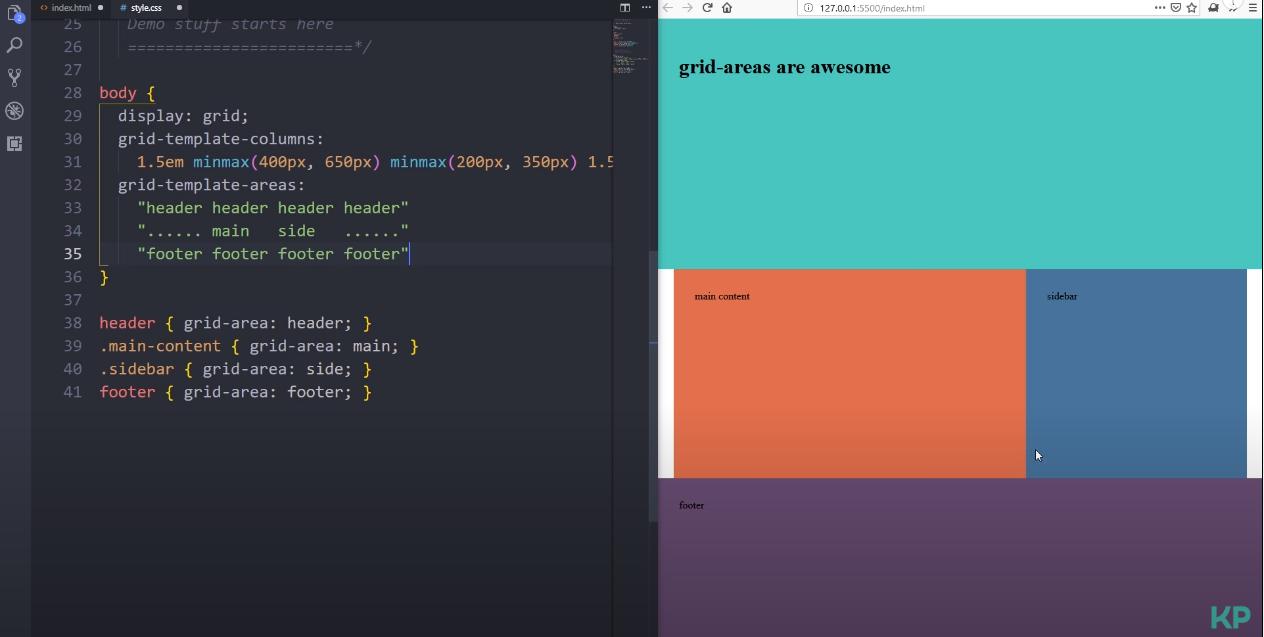 index.html
# style.css
25 Demo stuff starts here
26 ========================*/
27
28 body {
29 display: grid;
30 grid-template-columns:
31 1.5em minmax(400px, 650px) minmax(200px, 350px) 1.5
32 grid-template-areas:
33 "header header header header"
34 "...... main   side   ......"
35 "footer footer footer footer"
36 }
37
38 header { grid-area: header; }
39 .main-content { grid-area: main; }
40 .sidebar { grid-area: side; }
41 footer { grid-area: footer; }
2
127.0.0.1:5500/index.html
grid-areas are awesome
main content
sidebar
footer
KP